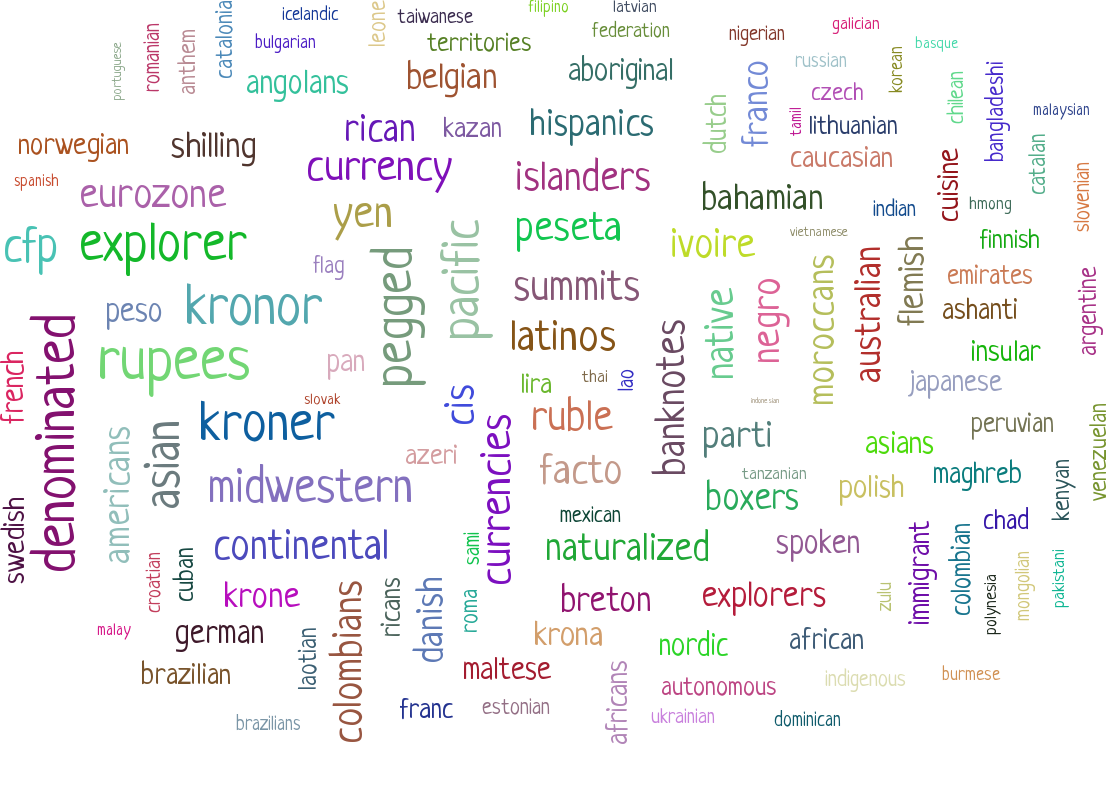 icelandic
taiwanese
filipino
latvian
leone
catalonia
romanian
anthem
portuguese
bulgarian
territories
federation
nigerian
galician
basque
angolans
belgian
aboriginal
franco
russian
korean
chilean
bangladeshi
czech
malaysian
norwegian
shilling
rican
kazan
hispanics
dutch
tamil
lithuanian
caucasian
cuisine
catalan
slovenian
spanish
eurozone
currency
islanders
bahamian
indian
hmong
cfp
explorer
yen
flag
pacific
peseta
ivoire
vietnamese
finnish
flemish
emirates
peso
kronor
pegged
summits
native
negro
moroccans
australian
ashanti
argentine
denominated
rupees
pan
latinos
banknotes
insular
french
slovak
lira
thai
lao
indonesian
japanese
kroner
cis
ruble
parti
peruvian
venezuelan
americans
asian
azeri
currencies
facto
asians
tanzanian
maghreb
kenyan
swedish
midwestern
boxers
polish
mexican
chad
continental
sami
naturalized
spoken
immigrant
colombian
croatian
cuban
krone
colombians
ricans
danish
roma
breton
explorers
zulu
polynesia
mongolian
pakistani
malay
german
laotian
krona
nordic
african
brazilian
maltese
africans
autonomous
indigenous
burmese
brazilians
franc
estonian
ukrainian
dominican